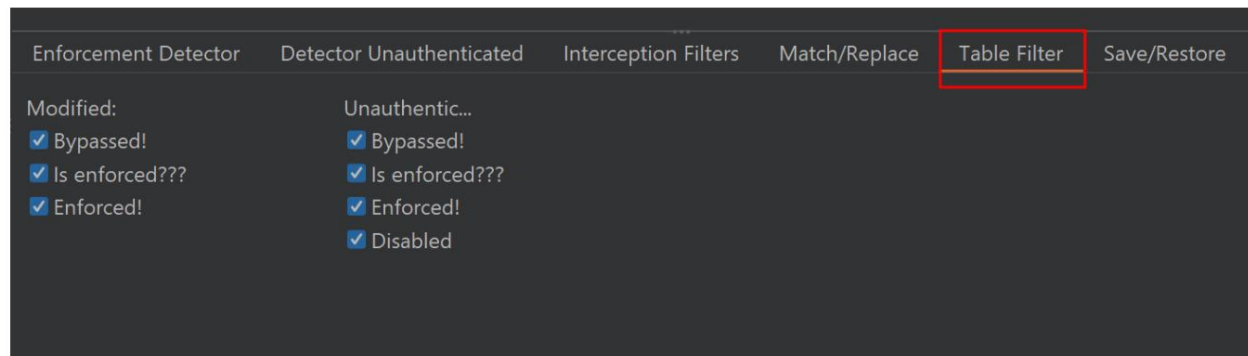 Enforcement Detector Detector Unauthenticated Interception Filters Match/Replace Table Filter Save/Restore
Modified: Unauthentic...
Bypassed! Bypassed!
Is enforced??? Is enforced???
Enforced! Enforced!
Disabled